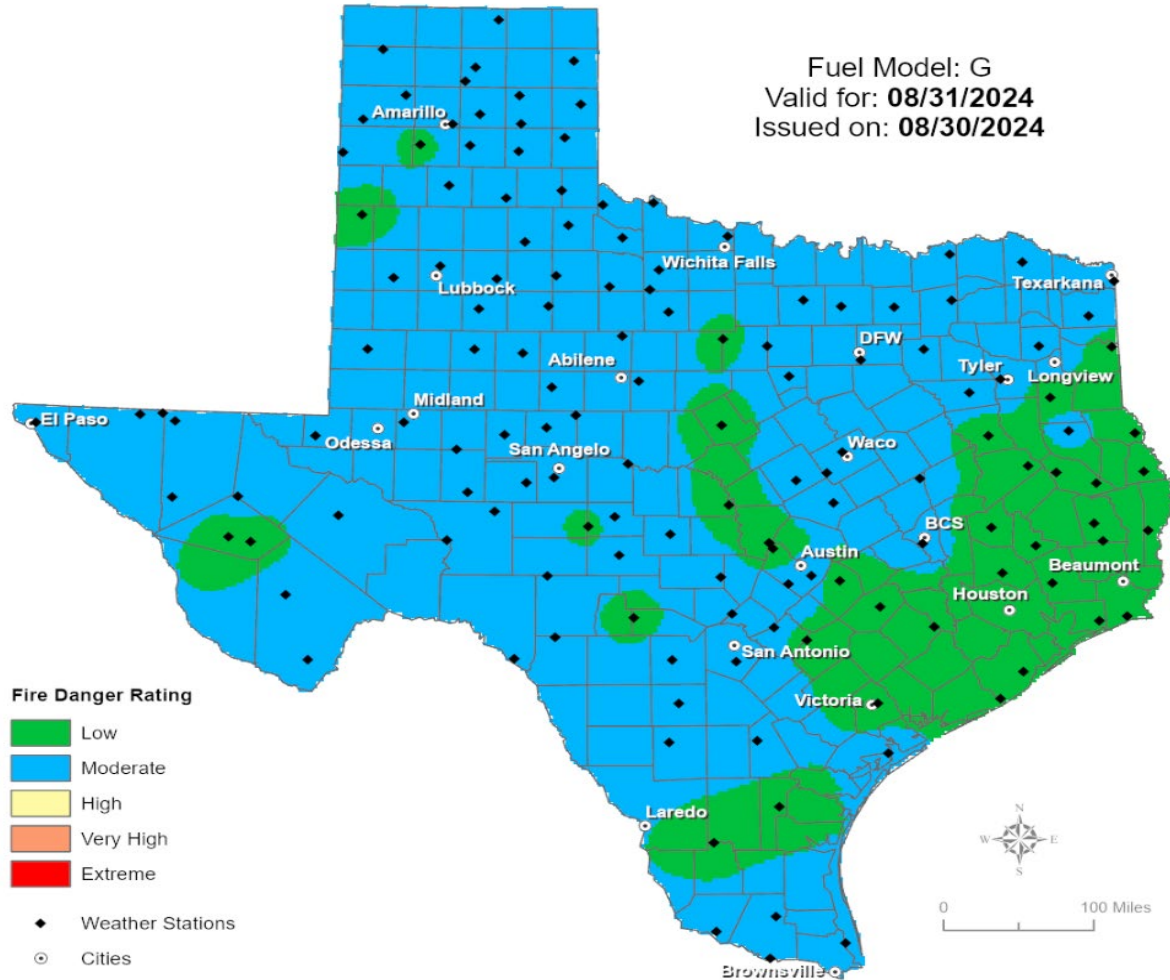 Fuel Model: G
Valid for: 08/31/2024
Issued on: 08/30/2024
Amarillo
Wichita Falls
Lubbock
Texarkana
DFW
Abilene
Tyler
Longview
Midland
El Paso
Odessa
San Angelo
Waco
BCS
Austin
Beaumont
Houston
San Antonio
Victoria
Laredo
Brownsville
Fire Danger Rating
Low
Moderate
High
Very High
Extreme
Weather Stations
Cities
N
W E
S
0 100 Miles